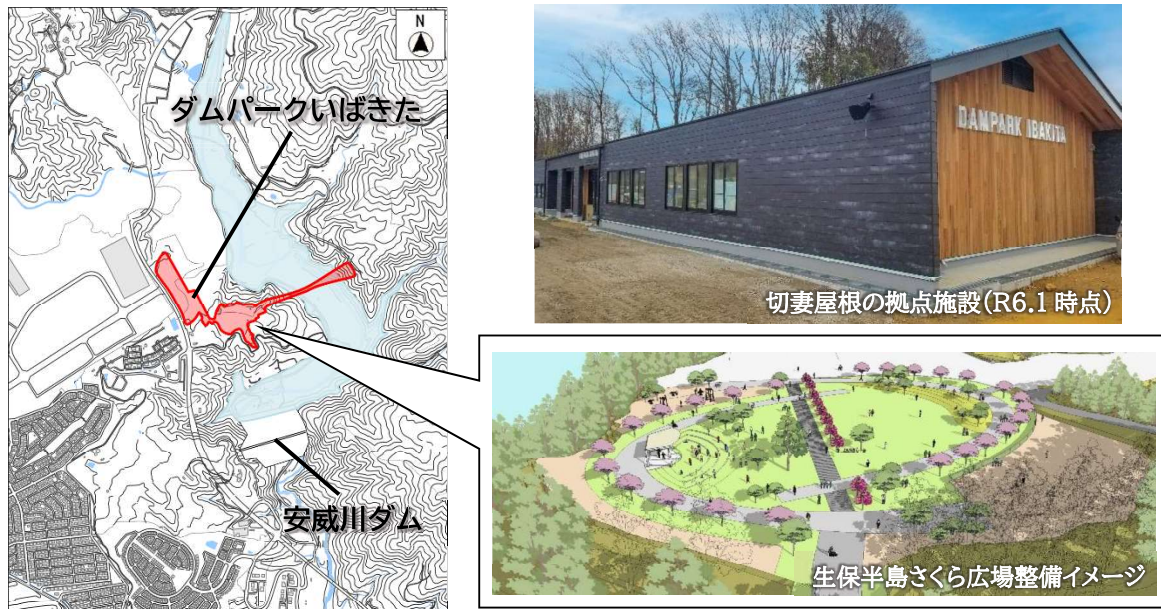 N
ダムパークいばきた
安威川ダム
DAMPARK IBAKITA
切妻屋根の拠点施設(R6.1時点)
生保半島さくら広場整備イメージ